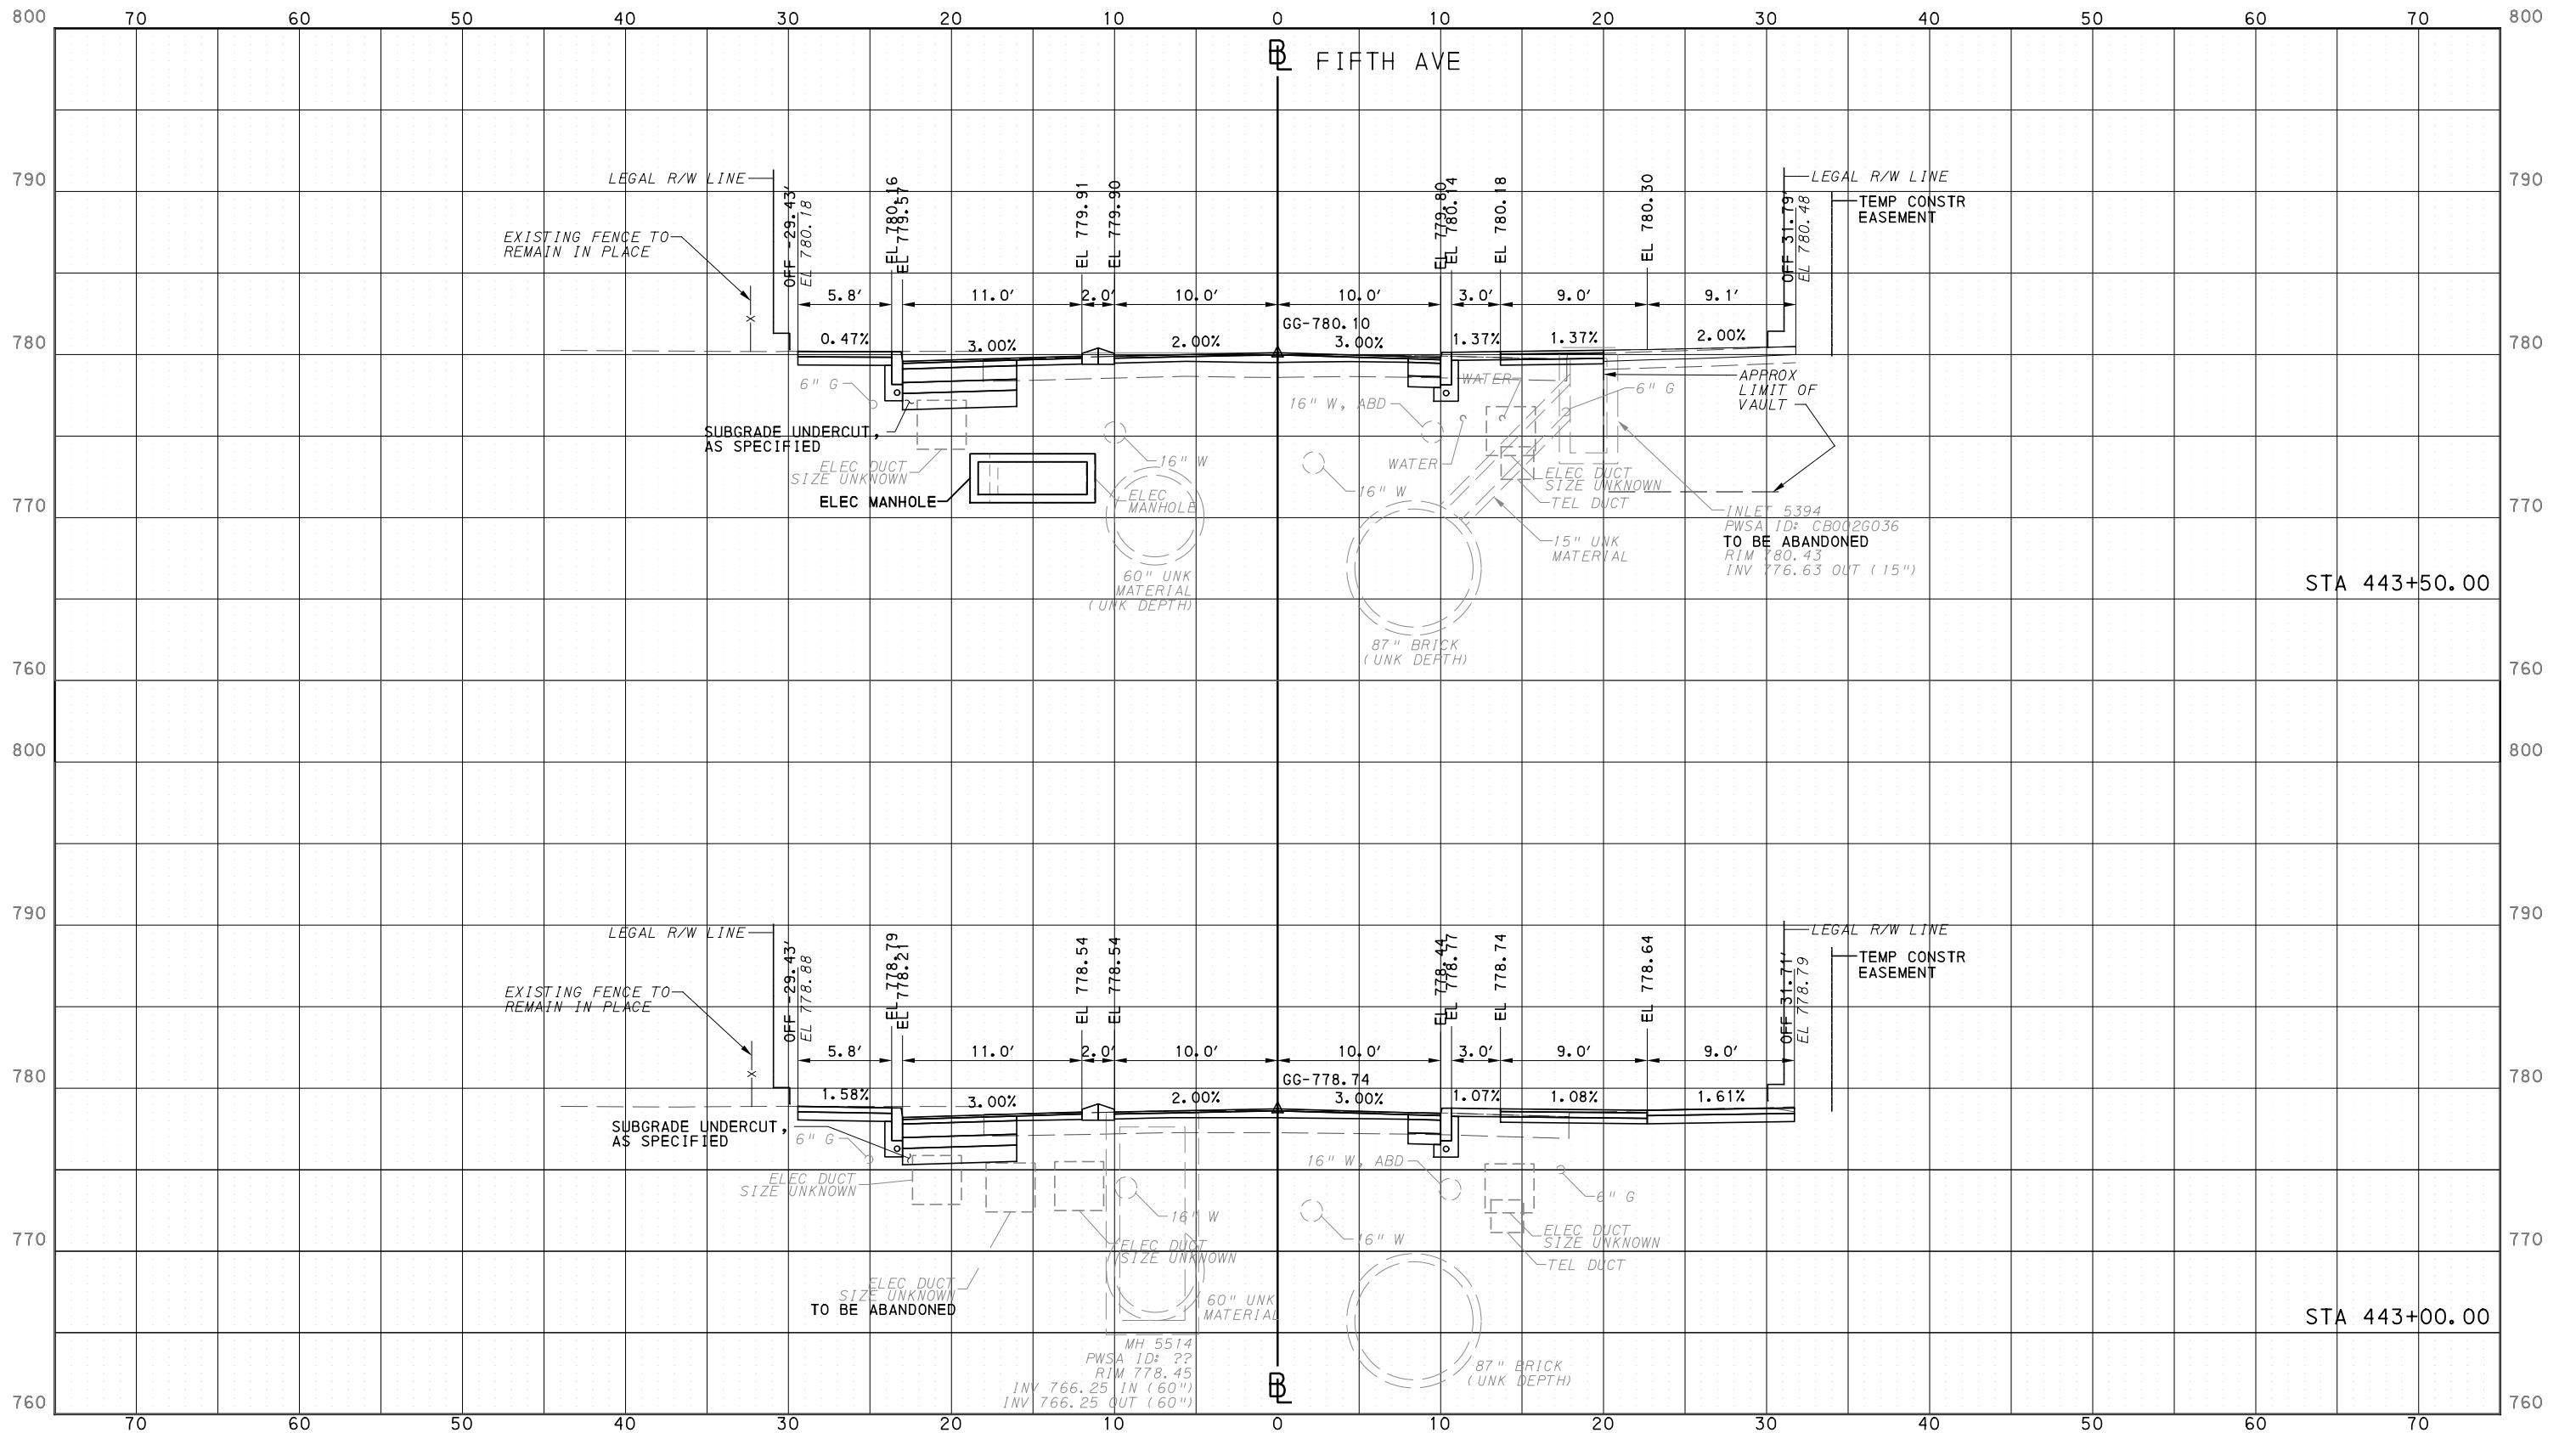 800 70 60 50 40 30 20 10 0 10 20 30 40 50 60 70 800
BL FIFTH AVE
790 790
LEGAL R/W LINE
EXISTING FENCE TO
REMAIN IN PLACE
OFF -29.43'
EL 780.18
EL 780.16
EL 779.57
EL 779.91
EL 779.90
EL 779.80
EL 780.14
EL 780.18
EL 780.30
OFF 31.79'
EL 780.48
LEGAL R/W LINE
TEMP CONSTR
EASEMENT
5.8' 11.0' 2.0' 10.0' 10.0' 3.0' 9.0' 9.1'
GG-780.10
780 0.47% 3.00% 2.00% 3.00% 1.37% 1.37% 2.00% 780
6" G
SUBGRADE UNDERCUT,
AS SPECIFIED
ELEC DUCT
SIZE UNKNOWN
ELEC MANHOLE
16" W
ELEC
MANHOLE
60" UNK
MATERIAL
(UNK DEPTH)
WATER
16" W, ABD
WATER
16" W
6" G
APPROX
LIMIT OF
VAULT
ELEC DUCT
SIZE UNKNOWN
TEL DUCT
15" UNK
MATERIAL
INLET 5394
PWSA ID: CB002G036
TO BE ABANDONED
RIM 780.43
INV 776.63 OUT (15")
87" BRICK
(UNK DEPTH)
770 770
STA 443+50.00
760 760
800 800
790 790
LEGAL R/W LINE
EXISTING FENCE TO
REMAIN IN PLACE
OFF -29.43'
EL 778.88
EL 778.79
EL 778.21
EL 778.54
EL 778.54
EL 778.44
EL 778.77
EL 778.74
EL 778.64
OFF 31.71'
EL 778.79
LEGAL R/W LINE
TEMP CONSTR
EASEMENT
5.8' 11.0' 2.0' 10.0' 10.0' 3.0' 9.0' 9.0'
780 780
GG-778.74
1.58% 3.00% 2.00% 3.00% 1.07% 1.08% 1.61%
SUBGRADE UNDERCUT,
AS SPECIFIED
6" G
ELEC DUCT
SIZE UNKNOWN
16" W
ELEC DUCT
SIZE UNKNOWN
ELEC DUCT
SIZE UNKNOWN
TO BE ABANDONED
60" UNK
MATERIAL
MH 5514
PWSA ID: ??
RIM 778.45
INV 766.25 IN (60")
INV 766.25 OUT (60")
16" W, ABD
16" W
6" G
ELEC DUCT
SIZE UNKNOWN
TEL DUCT
87" BRICK
(UNK DEPTH)
770 770
STA 443+00.00
BL
760 760
70 60 50 40 30 20 10 0 10 20 30 40 50 60 70